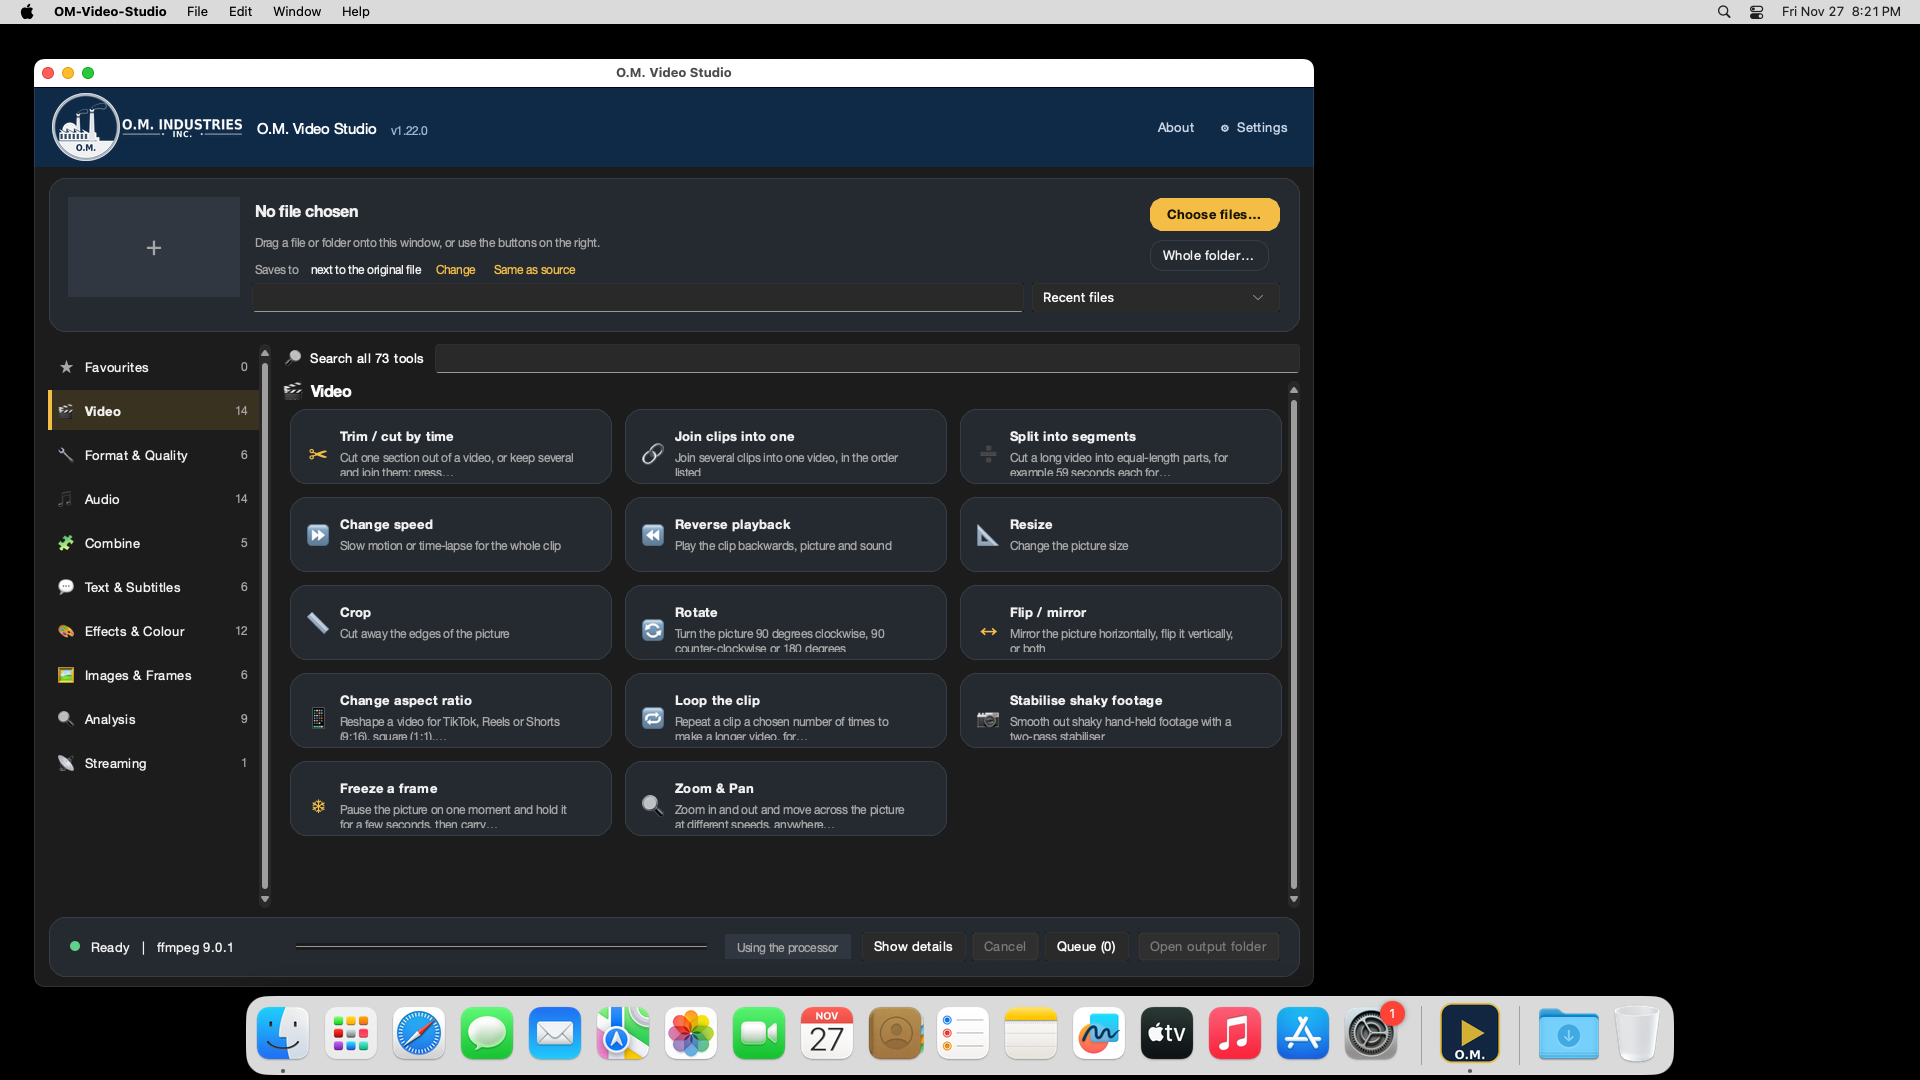 OM-Video-Studio File Edit Window Help Fri Nov 27 8:21 PM
O.M. Video Studio
O.M. INDUSTRIES
INC.
O.M.
O.M. Video Studio v1.22.0
About Settings
No file chosen
Drag a file or folder onto this window, or use the buttons on the right.
Saves to next to the original file Change Same as source
Choose files...
Whole folder...
Recent files
Favourites 0
Video 14
Format & Quality 6
Audio 14
Combine 5
Text & Subtitles 6
Effects & Colour 12
Images & Frames 6
Analysis 9
Streaming 1
Search all 73 tools
Video
Trim / cut by time
Cut one section out of a video, or keep several
and join them: press...
Join clips into one
Join several clips into one video, in the order
listed
Split into segments
Cut a long video into equal-length parts, for
example 59 seconds each for...
Change speed
Slow motion or time-lapse for the whole clip
Reverse playback
Play the clip backwards, picture and sound
Resize
Change the picture size
Crop
Cut away the edges of the picture
Rotate
Turn the picture 90 degrees clockwise, 90
counter-clockwise or 180 degrees
Flip / mirror
Mirror the picture horizontally, flip it vertically,
or both
Change aspect ratio
Reshape a video for TikTok, Reels or Shorts
(9:16), square (1:1),...
Loop the clip
Repeat a clip a chosen number of times to
make a longer video, for...
Stabilise shaky footage
Smooth out shaky hand-held footage with a
two-pass stabiliser
Freeze a frame
Pause the picture on one moment and hold it
for a few seconds, then carry...
Zoom & Pan
Zoom in and out and move across the picture
at different speeds, anywhere...
Ready | ffmpeg 9.0.1
Using the processor
Show details
Cancel
Queue (0)
Open output folder
NOV
27
tv
1
O.M.